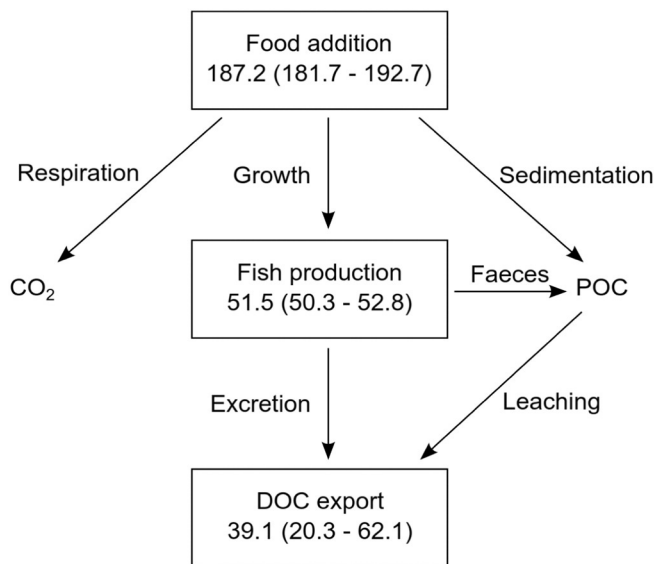 Food addition
187.2 (181.7 - 192.7)
Respiration
Growth
Sedimentation
CO₂
Fish production
51.5 (50.3 - 52.8)
Faeces
POC
Excretion
Leaching
DOC export
39.1 (20.3 - 62.1)